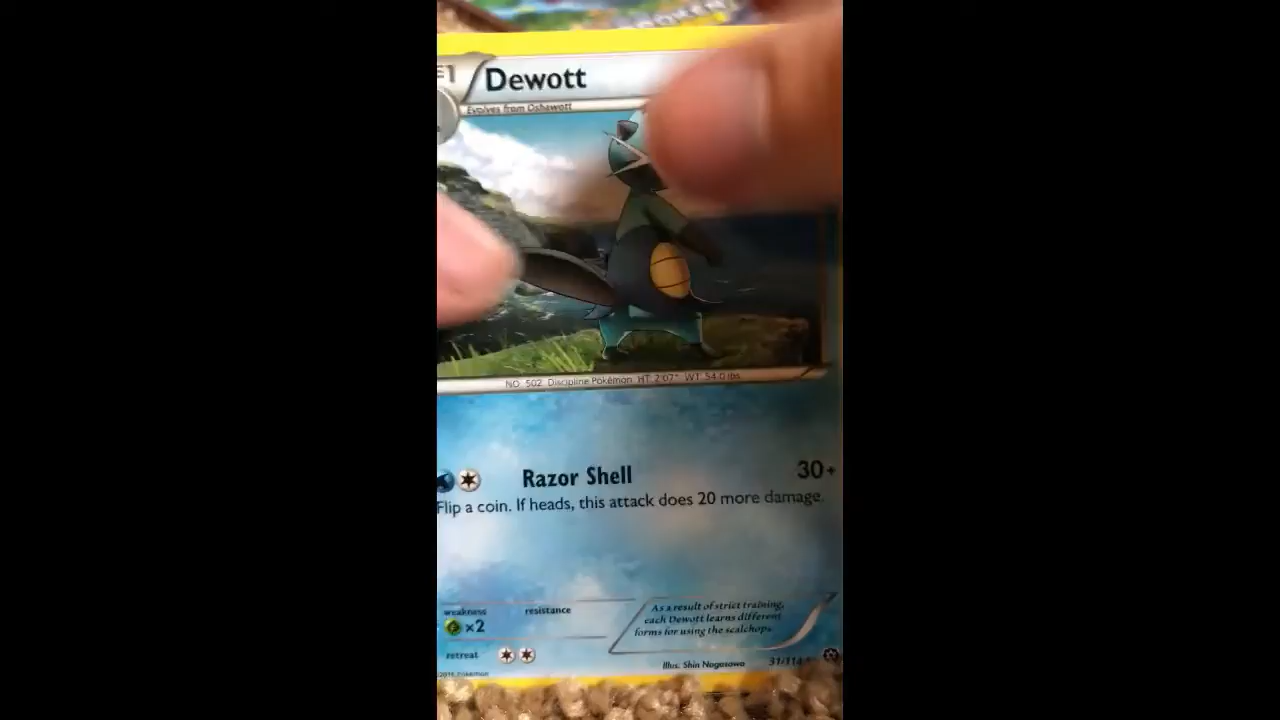 BROKEN
Dewott
Evolves from Oshawott
NO. 502 Discipline Pokémon HT: 2'07" WT: 54.0 lbs.
Razor Shell 30+
Flip a coin. If heads, this attack does 20 more damage.
weakness resistance
×2
As a result of strict training,
each Dewott learns different
forms for using the scalchops.
retreat
Illus. Shin Nagasawa 31/114